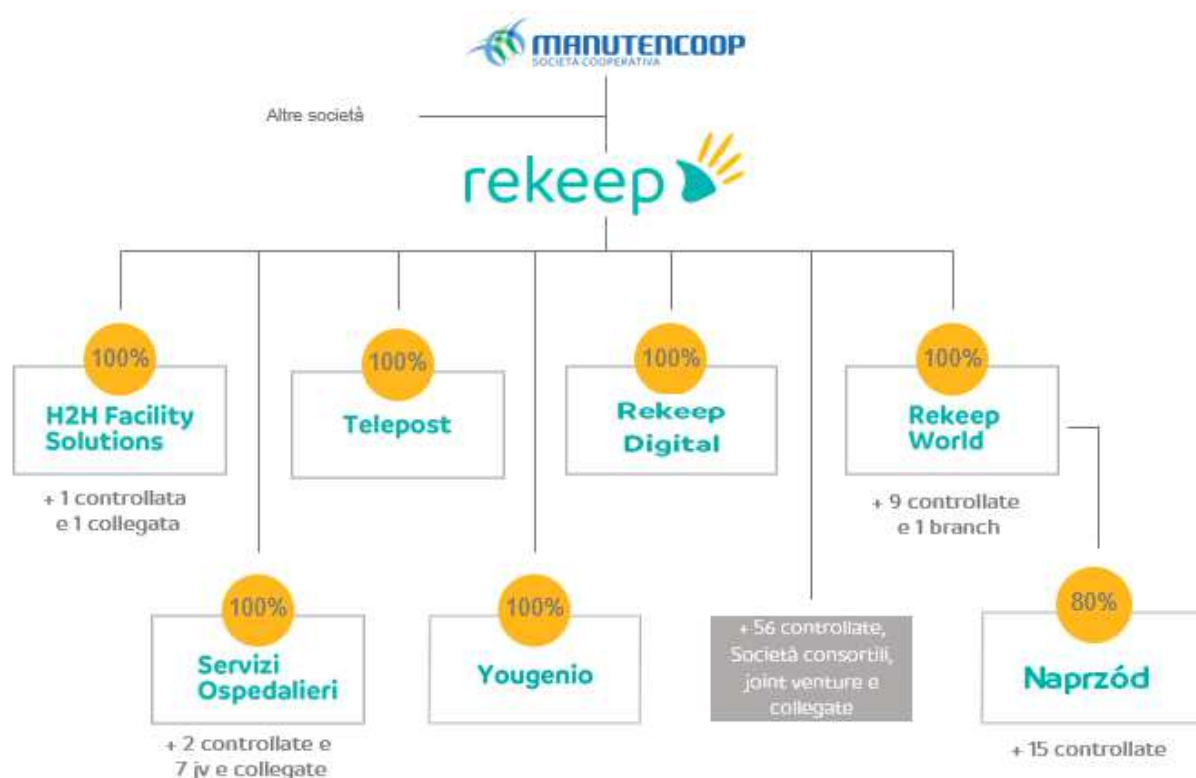 MANUTENCOOP
SOCIETÀ COOPERATIVA
Altre società
rekeep
100%
H2H Facility
Solutions
+ 1 controllata
e 1 collegata
100%
Telepost
100%
Rekeep
Digital
100%
Rekeep
World
+ 9 controllate
e 1 branch
100%
Servizi
Ospedalieri
+ 2 controllate e
7 jv e collegate
100%
Yougenio
+ 56 controllate,
Società consortili,
joint venture e
collegate
80%
Naprzód
+ 15 controllate